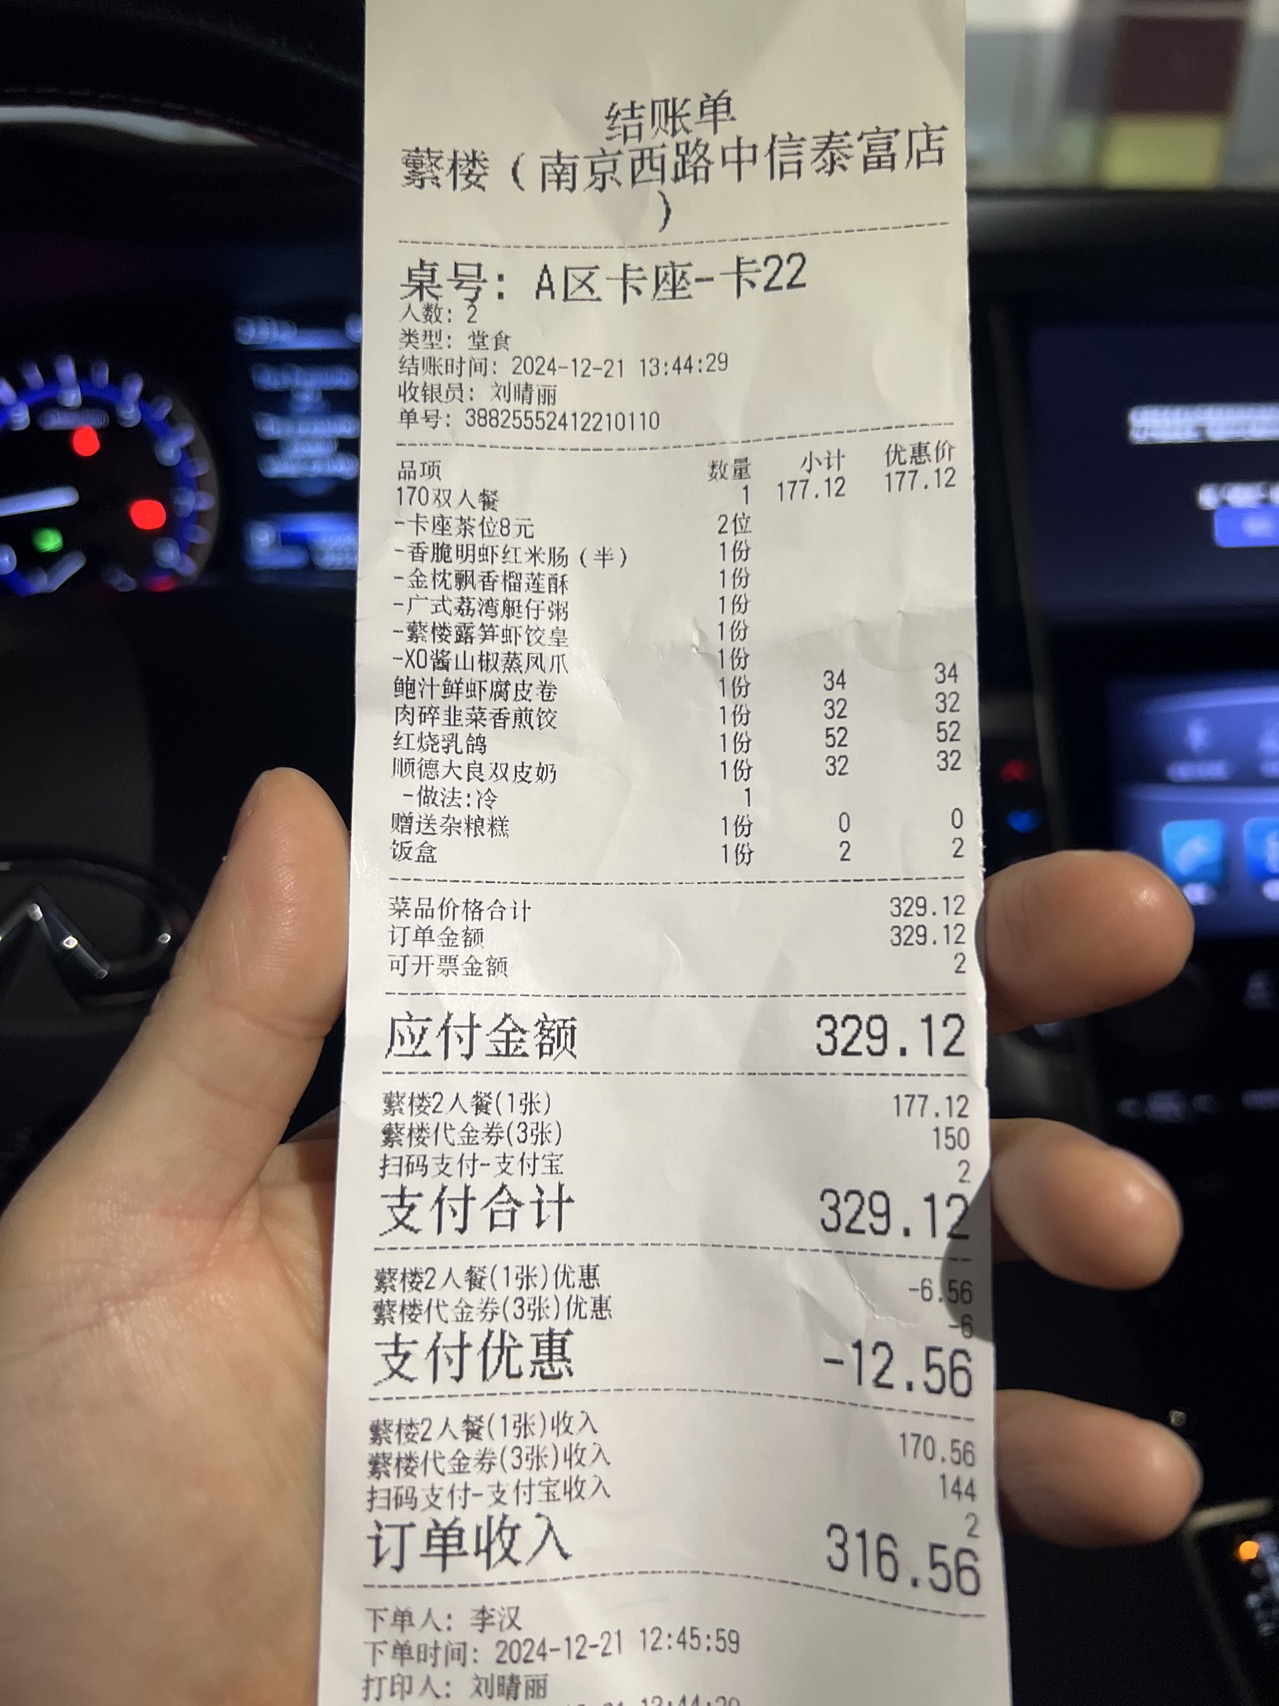 结账单
蘩楼（南京西路中信泰富店
）
桌号: A区卡座-卡22
人数: 2
类型: 堂食
结账时间: 2024-12-21 13:44:29
收银员: 刘晴丽
单号: 38825552412210110
品项 数量 小计 优惠价
170双人餐 1 177.12 177.12
-卡座茶位8元 2位
-香脆明虾红米肠（半） 1份
-金枕飘香榴莲酥 1份
-广式荔湾艇仔粥 1份
-蘩楼露笋虾饺皇 1份
-XO酱山椒蒸凤爪 1份
鲍汁鲜虾腐皮卷 1份 34 34
肉碎韭菜香煎饺 1份 32 32
红烧乳鸽 1份 52 52
顺德大良双皮奶 1份 32 32
-做法:冷 1
赠送杂粮糕 1份 0 0
饭盒 1份 2 2
菜品价格合计 329.12
订单金额 329.12
可开票金额 2
应付金额 329.12
蘩楼2人餐(1张) 177.12
蘩楼代金券(3张) 150
扫码支付-支付宝 2
支付合计 329.12
蘩楼2人餐(1张)优惠 -6.56
蘩楼代金券(3张)优惠 -6
支付优惠 -12.56
蘩楼2人餐(1张)收入 170.56
蘩楼代金券(3张)收入 144
扫码支付-支付宝收入 2
订单收入 316.56
下单人: 李汉
下单时间: 2024-12-21 12:45:59
打印人: 刘晴丽